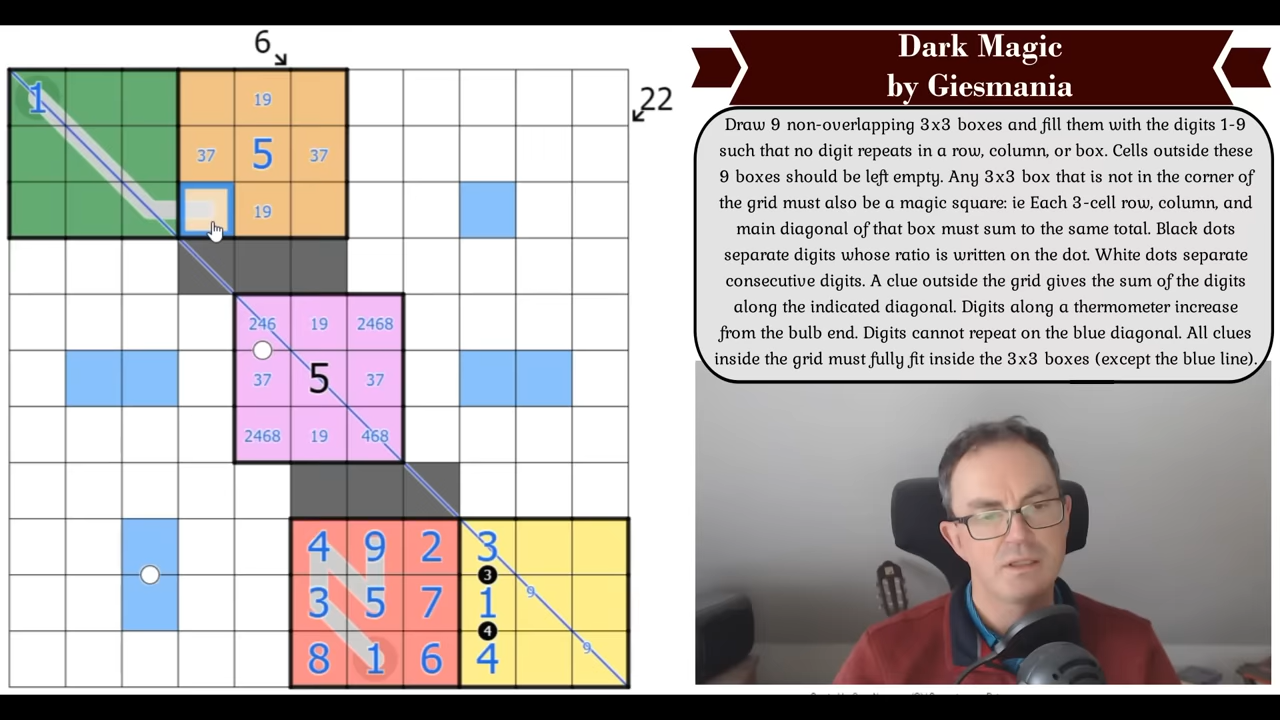 Dark Magic
by Giesmania
Draw 9 non-overlapping 3x3 boxes and fill them with the digits 1-9
such that no digit repeats in a row, column, or box. Cells outside these
9 boxes should be left empty. Any 3x3 box that is not in the corner of
the grid must also be a magic square: ie Each 3-cell row, column, and
main diagonal of that box must sum to the same total. Black dots
separate digits whose ratio is written on the dot. White dots separate
consecutive digits. A clue outside the grid gives the sum of the digits
along the indicated diagonal. Digits along a thermometer increase
from the bulb end. Digits cannot repeat on the blue diagonal. All clues
inside the grid must fully fit inside the 3x3 boxes (except the blue line).
6
22
1 19
37 5 37
19
246 19 2468
37 5 37
2468 19 468
4 9 2 3
3
3 5 7 1 9
4
8 1 6 4 9